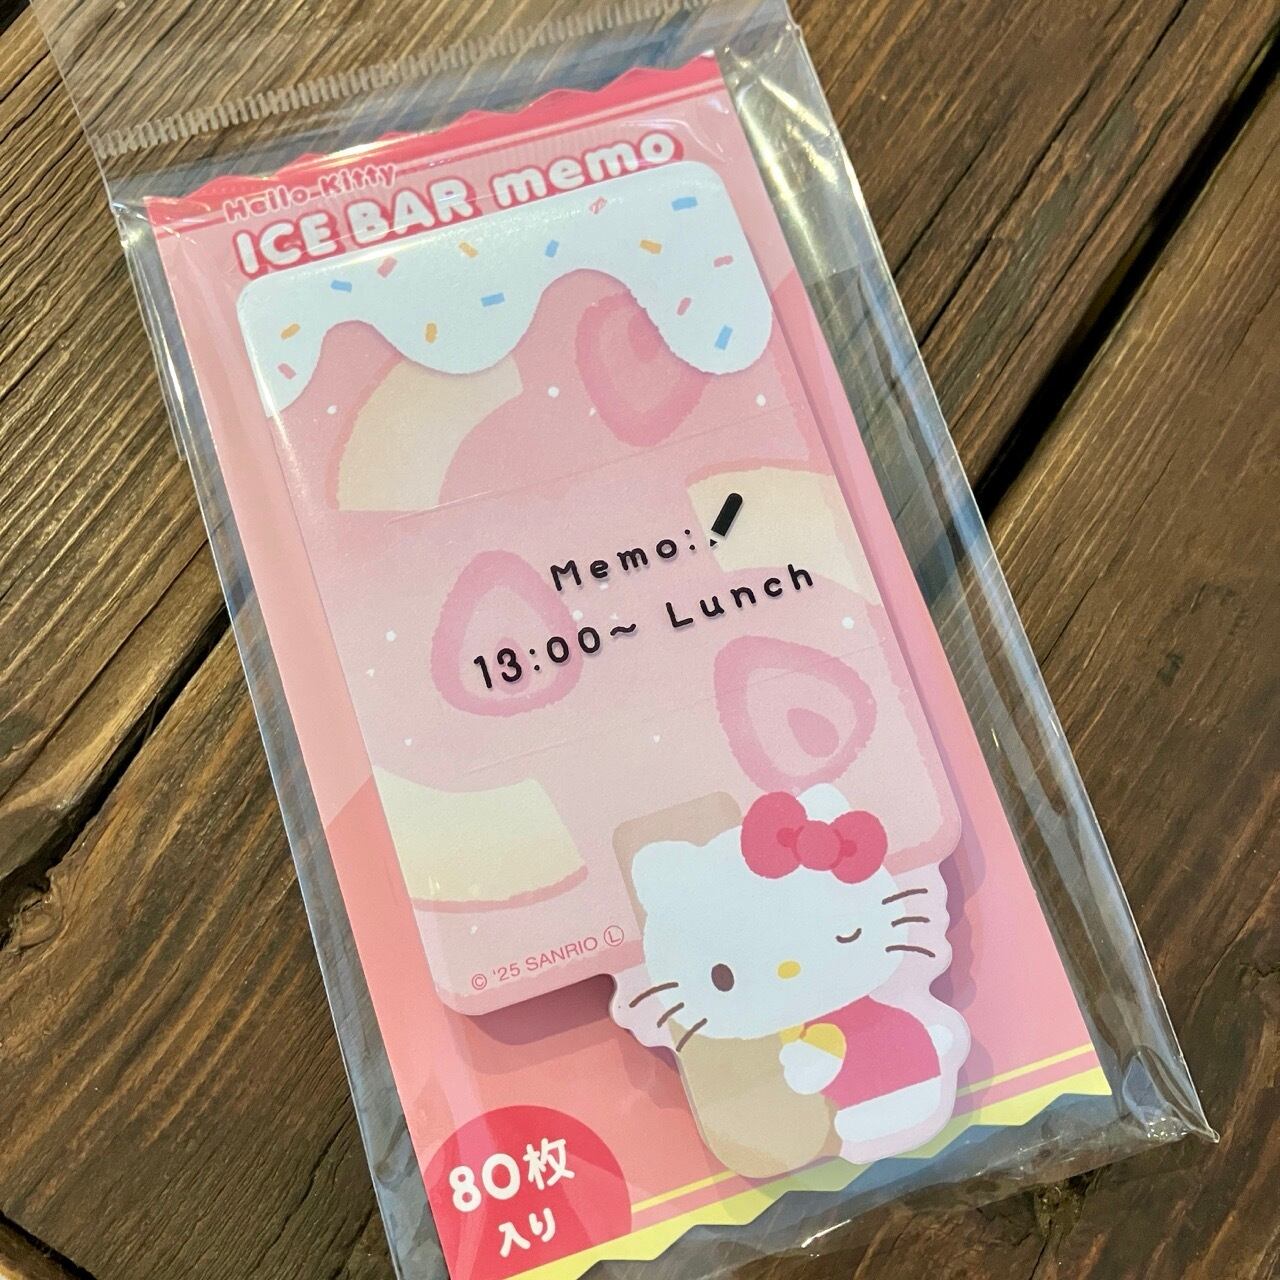 Hello Kitty
ICE BAR memo
Memo:
13:00~ Lunch
© '25 SANRIO Ⓛ
80枚
入り